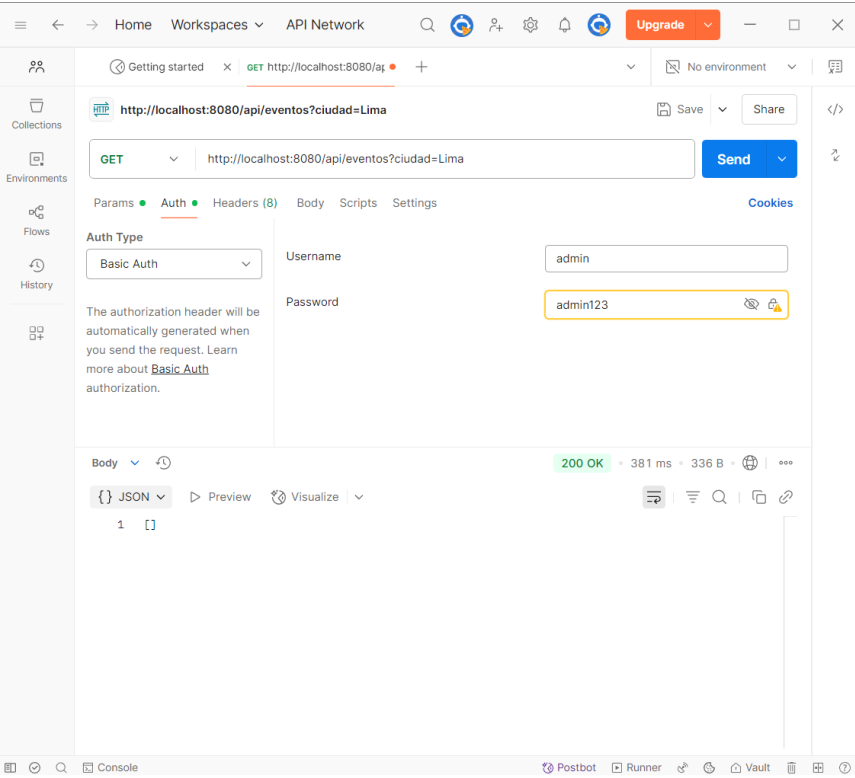 Home Workspaces API Network Upgrade
Getting started GET http://localhost:8080/ap No environment
Collections
Environments
Flows
History
HTTP http://localhost:8080/api/eventos?ciudad=Lima Save Share
GET http://localhost:8080/api/eventos?ciudad=Lima Send
Params Auth Headers (8) Body Scripts Settings Cookies
Auth Type
Basic Auth
The authorization header will be
automatically generated when
you send the request. Learn
more about Basic Auth
authorization.
Username admin
Password admin123
Body 200 OK 381 ms 336 B
{} JSON Preview Visualize
1 []
Console Postbot Runner Vault